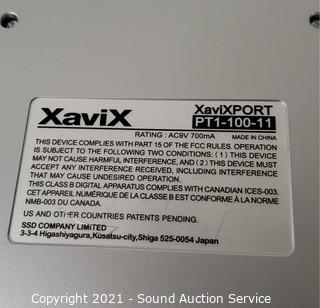 XaviX
XaviXPORT
PT1-100-11
RATING : AC9V 700mA
MADE IN CHINA
THIS DEVICE COMPLIES WITH PART 15 OF THE FCC RULES. OPERATION
IS SUBJECT TO THE FOLLOWING TWO CONDITIONS: ( 1 ) THIS DEVICE
MAY NOT CAUSE HARMFUL INTERFERENCE, AND ( 2 ) THIS DEVICE
MUST ACCEPT ANY INTERFERENCE, INCLUDING INTERFERENCE
THAT MAY CAUSE UNDESIRED OPERATION.
THIS CLASS B DIGITAL APPARATUS COMPLIES WITH CANADIAN ICES-003.
CET APPAREIL NUMÉRIQUE DE LA CLASSE B EST CONFORME À LA NORME
NMB-003 DU CANADA.
US AND OTHER COUNTRIES PATENTS PENDING.
SSD COMPANY LIMITED
3-3-4 Higashiyagura,Kusatsu-city,Shiga 525-0054 Japan
Copyright © 2021 - Sound Auction Service